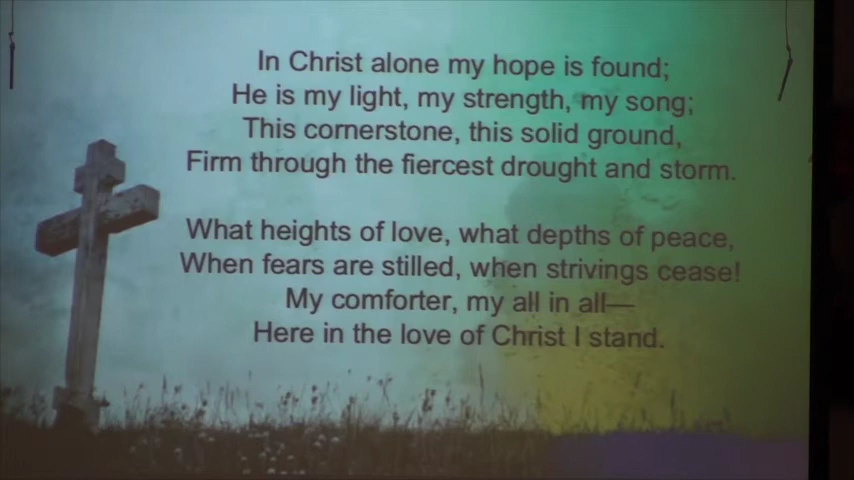 In Christ alone my hope is found;
He is my light, my strength, my song;
This cornerstone, this solid ground,
Firm through the fiercest drought and storm.
What heights of love, what depths of peace,
When fears are stilled, when strivings cease!
My comforter, my all in all—
Here in the love of Christ I stand.